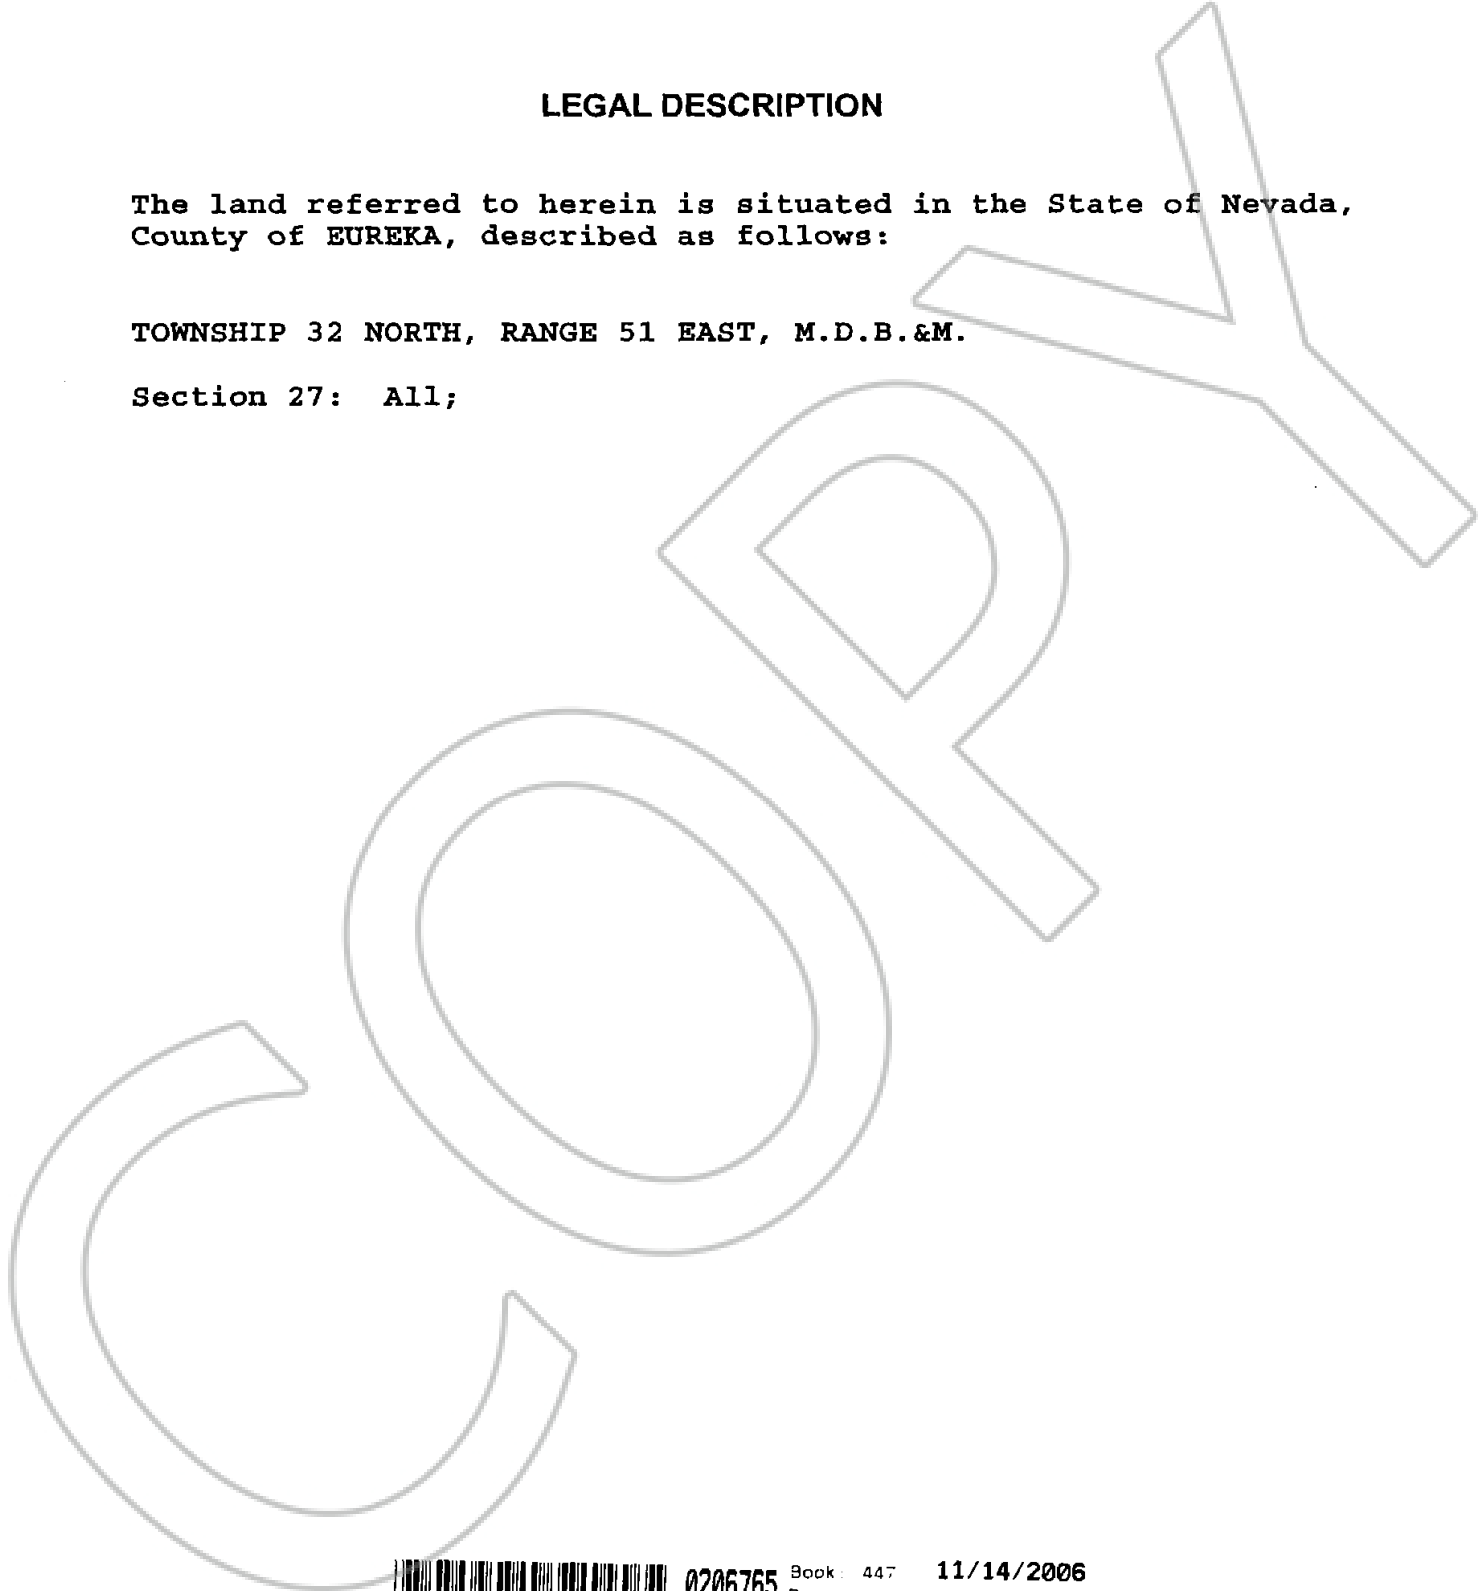 LEGAL DESCRIPTION
The land referred to herein is situated in the State of Nevada,
County of EUREKA, described as follows:
TOWNSHIP 32 NORTH, RANGE 51 EAST, M.D.B.&M.
Section 27: All;
COPY
0206765 Book: 447 11/14/2006